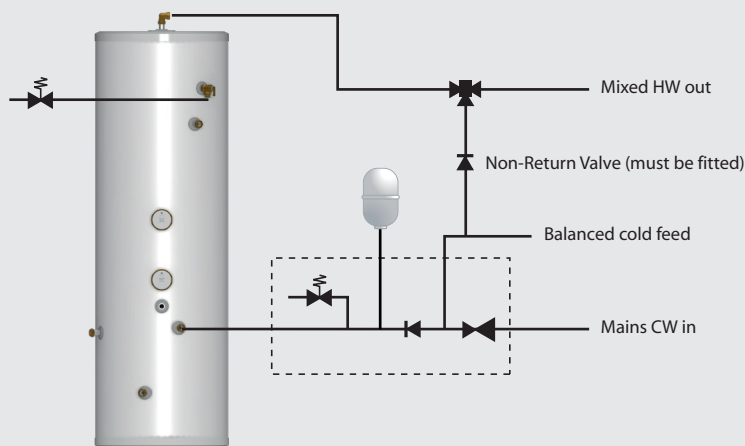 Mixed HW out
Non-Return Valve (must be fitted)
Balanced cold feed
Mains CW in